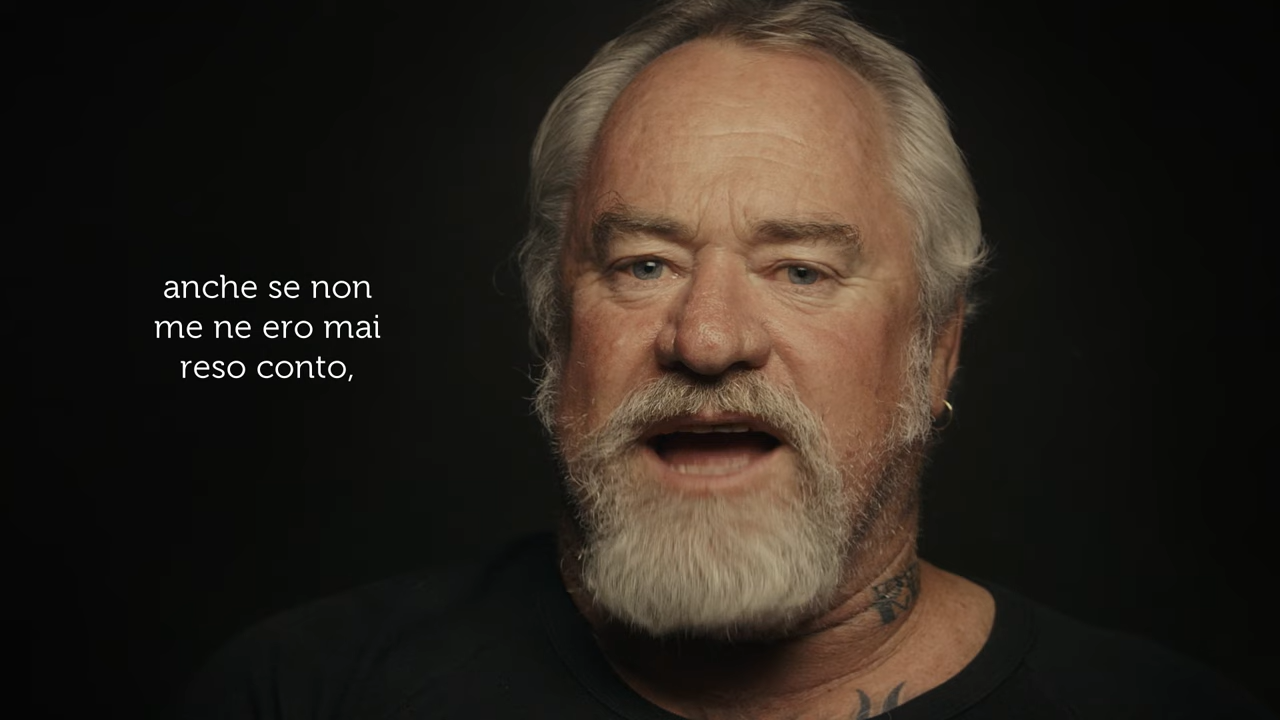 anche se non
me ne ero mai
reso conto,